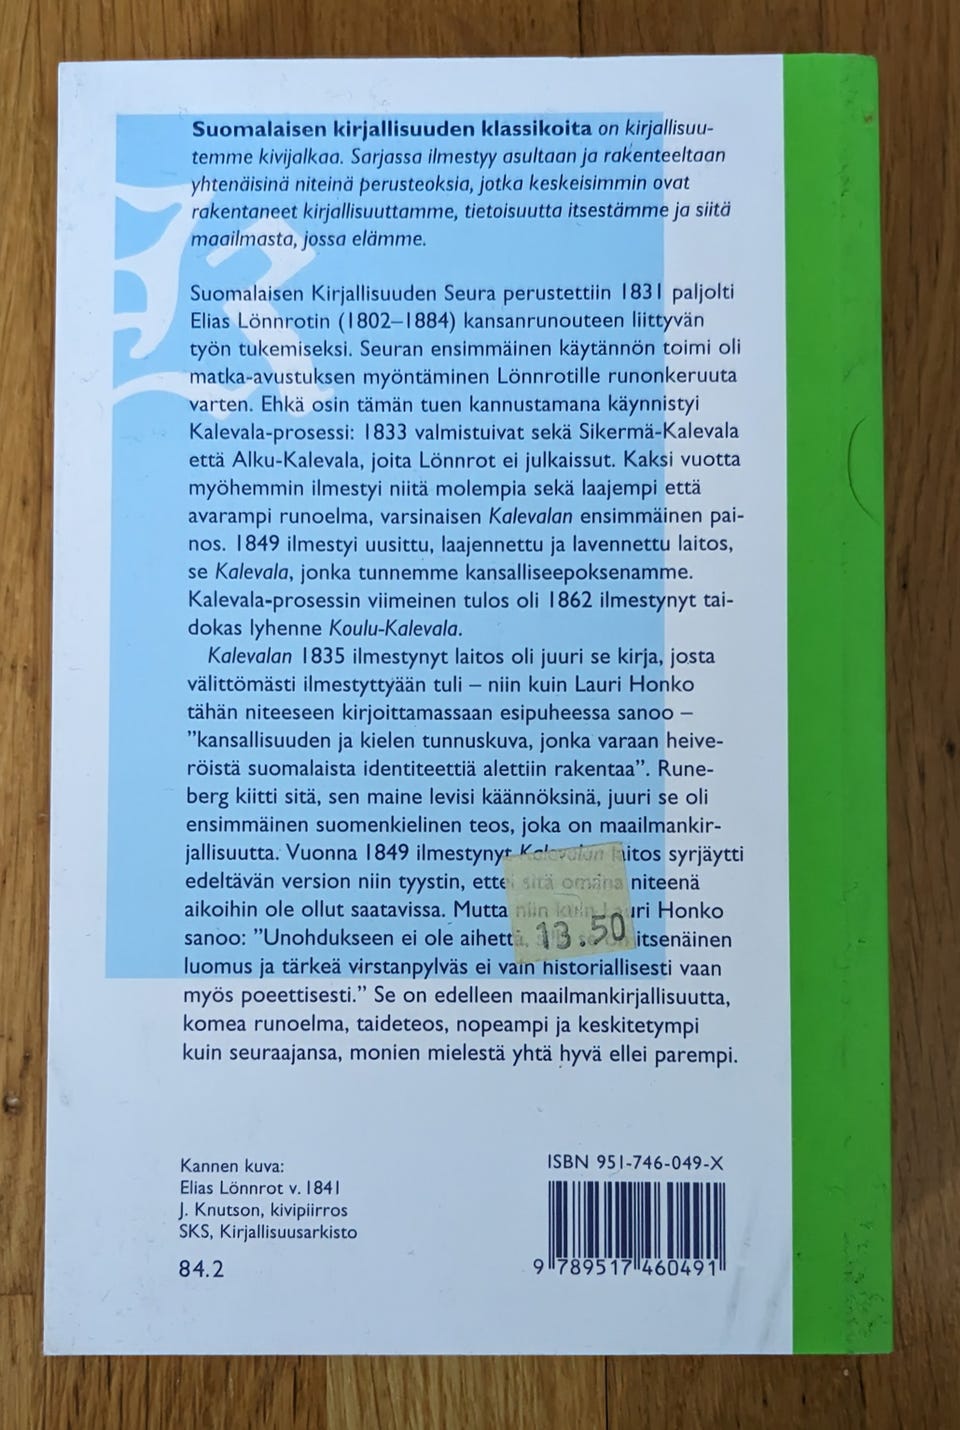 Suomalaisen kirjallisuuden klassikoita on kirjallisuu-
temme kivijalkaa. Sarjassa ilmestyy asultaan ja rakenteeltaan
yhtenäisinä niteinä perusteoksia, jotka keskeisimmin ovat
rakentaneet kirjallisuuttamme, tietoisuutta itsestämme ja siitä
maailmasta, jossa elämme.
Suomalaisen Kirjallisuuden Seura perustettiin 1831 paljolti
Elias Lönnrotin (1802–1884) kansanrunouteen liittyvän
työn tukemiseksi. Seuran ensimmäinen käytännön toimi oli
matka-avustuksen myöntäminen Lönnrotille runonkeruuta
varten. Ehkä osin tämän tuen kannustamana käynnistyi
Kalevala-prosessi: 1833 valmistuivat sekä Sikermä-Kalevala
että Alku-Kalevala, joita Lönnrot ei julkaissut. Kaksi vuotta
myöhemmin ilmestyi niitä molempia sekä laajempi että
avarampi runoelma, varsinaisen Kalevalan ensimmäinen pai-
nos. 1849 ilmestyi uusittu, laajennettu ja lavennettu laitos,
se Kalevala, jonka tunnemme kansalliseepoksenamme.
Kalevala-prosessin viimeinen tulos oli 1862 ilmestynyt tai-
dokas lyhenne Koulu-Kalevala.
Kalevalan 1835 ilmestynyt laitos oli juuri se kirja, josta
välittömästi ilmestyttyään tuli – niin kuin Lauri Honko
tähän niteeseen kirjoittamassaan esipuheessa sanoo –
”kansallisuuden ja kielen tunnuskuva, jonka varaan heive-
röistä suomalaista identiteettiä alettiin rakentaa”. Rune-
berg kiitti sitä, sen maine levisi käännöksinä, juuri se oli
ensimmäinen suomenkielinen teos, joka on maailmankir-
jallisuutta. Vuonna 1849 ilmestynyt Kalevalan laitos syrjäytti
edeltävän version niin tyystin, ettei sitä omana niteenä
aikoihin ole ollut saatavissa. Mutta niin kuin Lauri Honko
sanoo: ”Unohdukseen ei ole aihetta, itsenäinen
luomus ja tärkeä virstanpylväs ei vain historiallisesti vaan
myös poeettisesti.” Se on edelleen maailmankirjallisuutta,
komea runoelma, taideteos, nopeampi ja keskitetympi
kuin seuraajansa, monien mielestä yhtä hyvä ellei parempi.
13.50
Kannen kuva:
Elias Lönnrot v. 1841
J. Knutson, kivipiirros
SKS, Kirjallisuusarkisto
84.2
ISBN 951-746-049-X
9 789517 460491